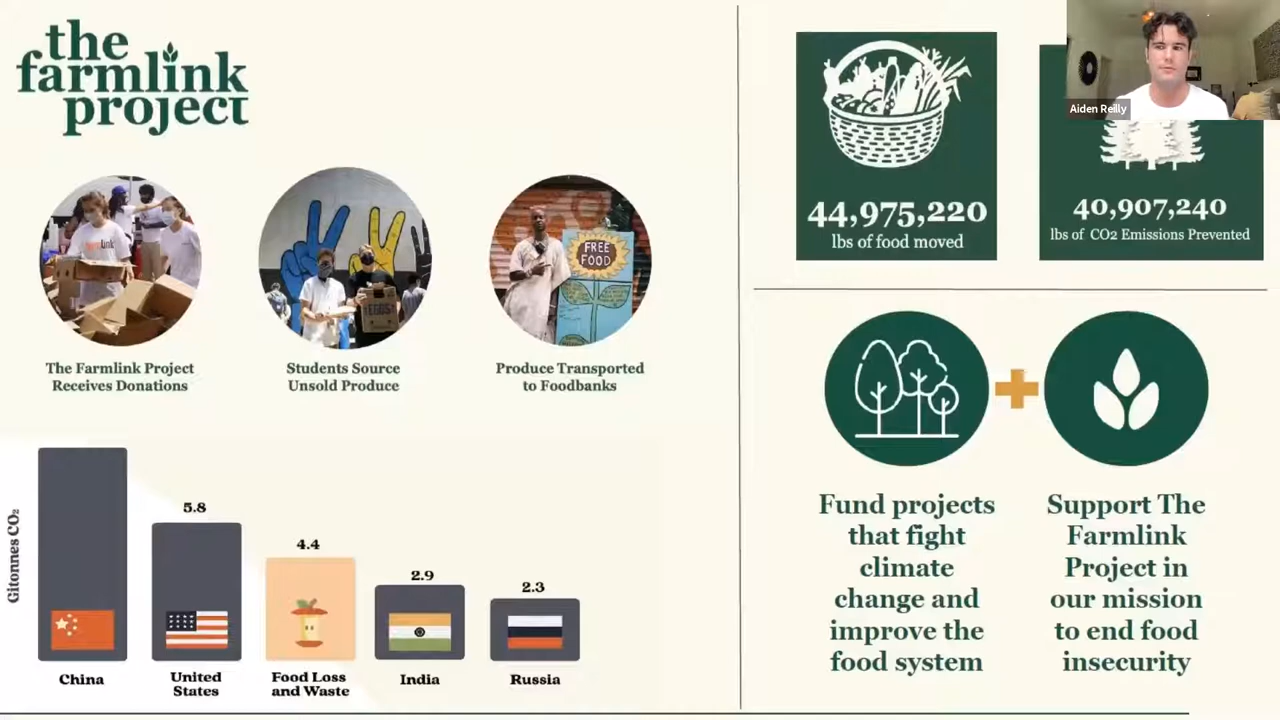 the
farmlink
project
The Farmlink Project
Receives Donations
Students Source
Unsold Produce
Produce Transported
to Foodbanks
FREE
FOOD
EGGS
Gitonnes CO₂
5.8
4.4
2.9
2.3
China
United
States
Food Loss
and Waste
India
Russia
44,975,220
lbs of food moved
Aiden Reilly
40,907,240
lbs of CO2 Emissions Prevented
Fund projects
that fight
climate
change and
improve the
food system
Support The
Farmlink
Project in
our mission
to end food
insecurity